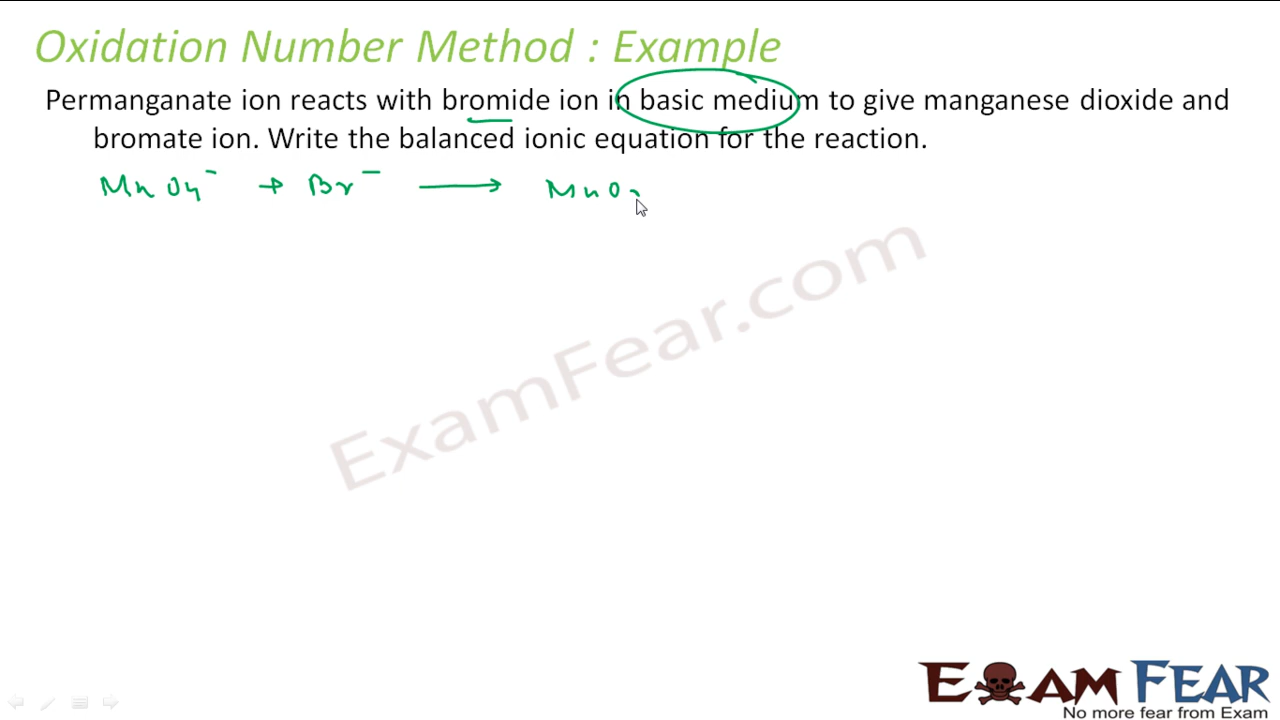 Oxidation Number Method : Example
Permanganate ion reacts with bromide ion in basic medium to give manganese dioxide and
bromate ion. Write the balanced ionic equation for the reaction.
MnO4⁻ + Br⁻ ⟶ MnO2
ExamFear.com
EXAM FEAR
No more fear from Exam